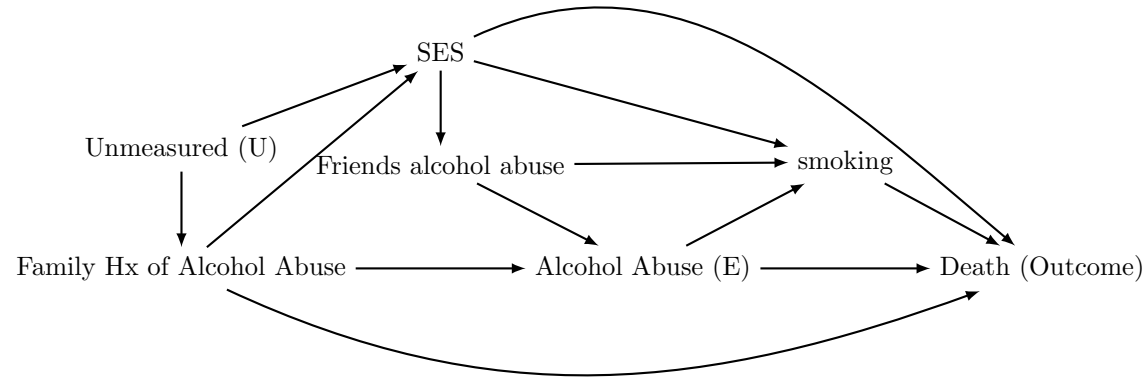 SES
Unmeasured (U)
Friends alcohol abuse
smoking
Family Hx of Alcohol Abuse
Alcohol Abuse (E)
Death (Outcome)